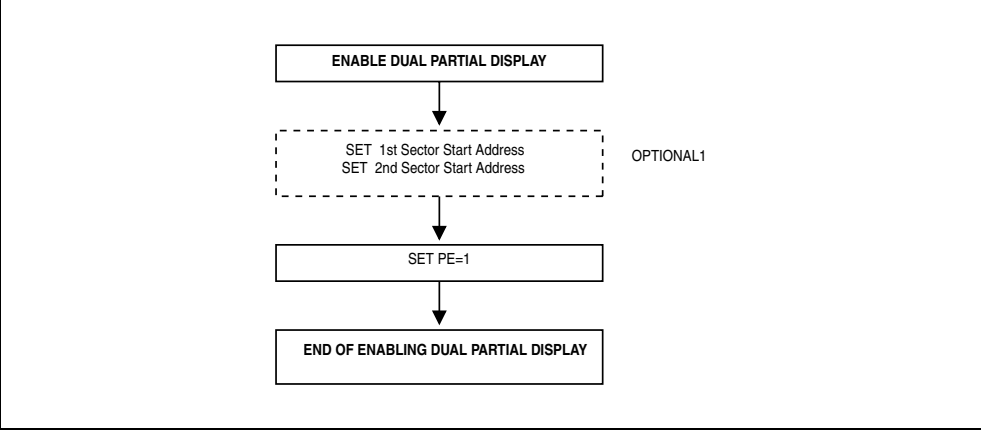 ENABLE DUAL PARTIAL DISPLAY
SET 1st Sector Start Address
SET 2nd Sector Start Address
OPTIONAL1
SET PE=1
END OF ENABLING DUAL PARTIAL DISPLAY